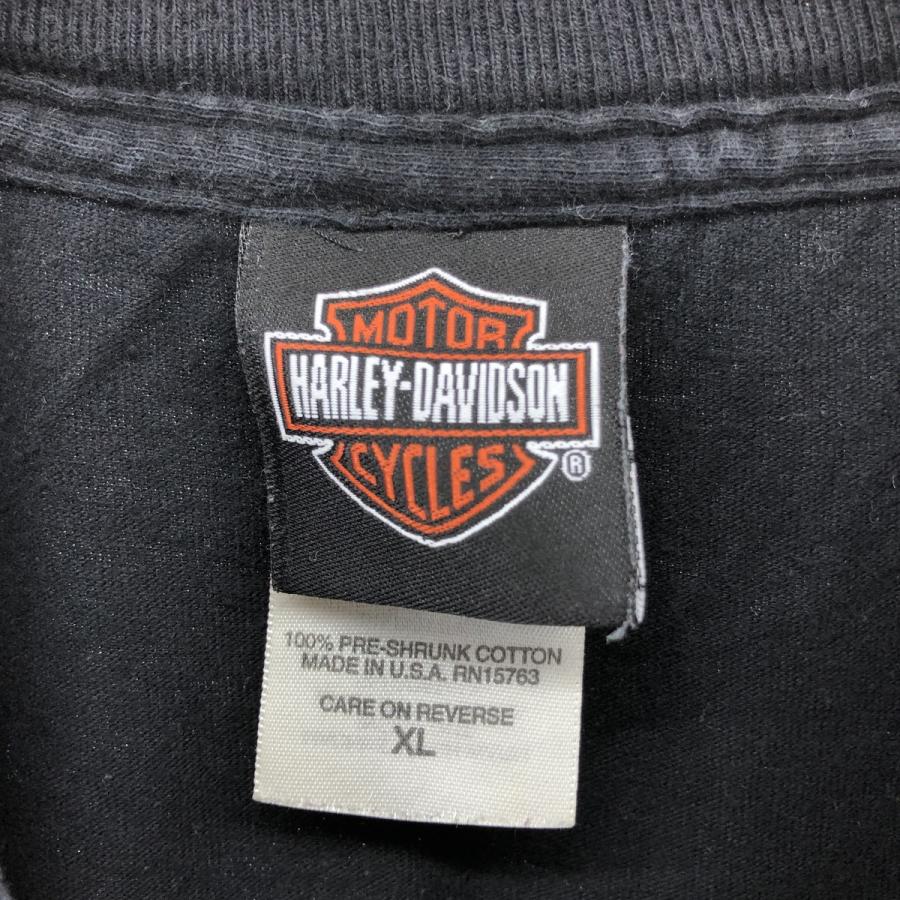 MOTOR
HARLEY-DAVIDSON
CYCLES
®
100% PRE-SHRUNK COTTON
MADE IN U.S.A. RN15763
CARE ON REVERSE
XL